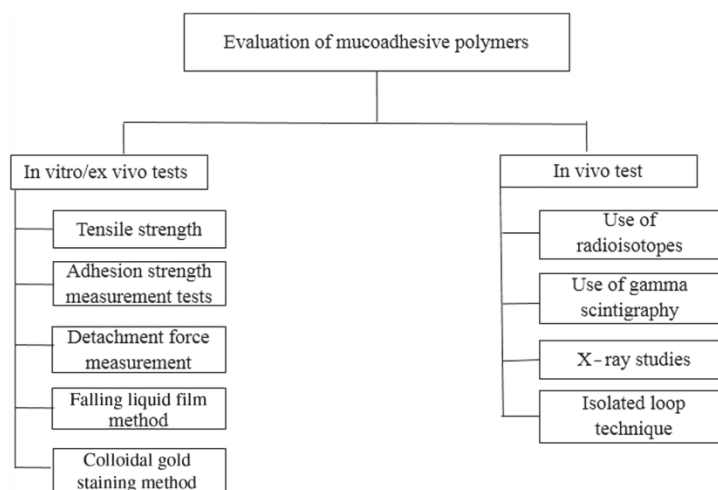 Evaluation of mucoadhesive polymers
In vitro/ex vivo tests
Tensile strength
Adhesion strength
measurement tests
Detachment force
measurement
Falling liquid film
method
Colloidal gold
staining method
In vivo test
Use of
radioisotopes
Use of gamma
scintigraphy
X-ray studies
Isolated loop
technique